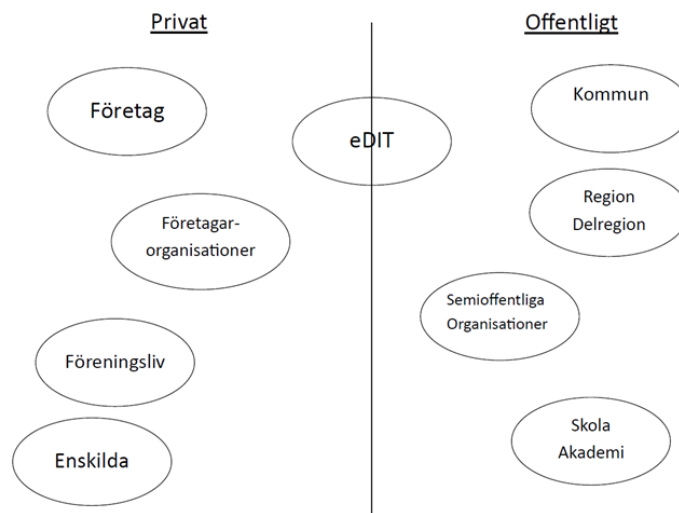 Privat
Offentligt
Företag
Kommun
eDIT
Region
Delregion
Företagar-
organisationer
Semioffentliga
Organisationer
Föreningsliv
Skola
Akademi
Enskilda